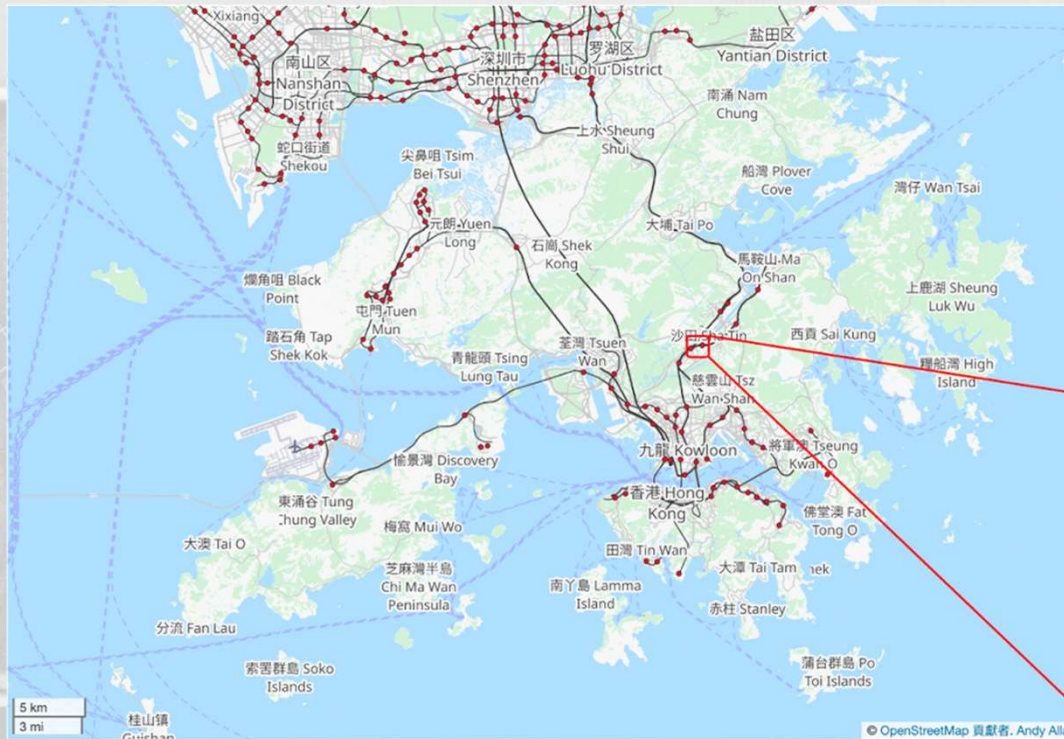 Xixiang
盐田区
Yantian District
南山区
Nanshan
District
深圳市
Shenzhen
罗湖区
Luohu District
南涌 Nam
Chung
蛇口街道
Shekou
上水 Sheung
Shui
尖鼻咀 Tsim
Bei Tsui
船灣 Plover
Cove
灣仔 Wan Tsai
元朗 Yuen
Long
石崗 Shek
Kong
大埔 Tai Po
馬鞍山 Ma
On Shan
爛角咀 Black
Point
上鹿湖 Sheung
Luk Wu
屯門 Tuen
Mun
踏石角 Tap
Shek Kok
青龍頭 Tsing
Lung Tau
荃灣 Tsuen
Wan
沙田 Sha Tin
西貢 Sai Kung
糧船灣 High
Island
慈雲山 Tsz
Wan Shan
九龍 Kowloon
將軍澳 Tseung
Kwan O
愉景灣 Discovery
Bay
東涌谷 Tung
Chung Valley
香港 Hong
Kong
佛堂澳 Fat
Tong O
大澳 Tai O
梅窩 Mui Wo
田灣 Tin Wan
芝麻灣半島
Chi Ma Wan
Peninsula
南丫島 Lamma
Island
大潭 Tai Tam
赤柱 Stanley
分流 Fan Lau
索罟群島 Soko
Islands
蒲台群島 Po
Toi Islands
5 km
3 mi
桂山镇
Guishan
© OpenStreetMap 貢獻者. Andy